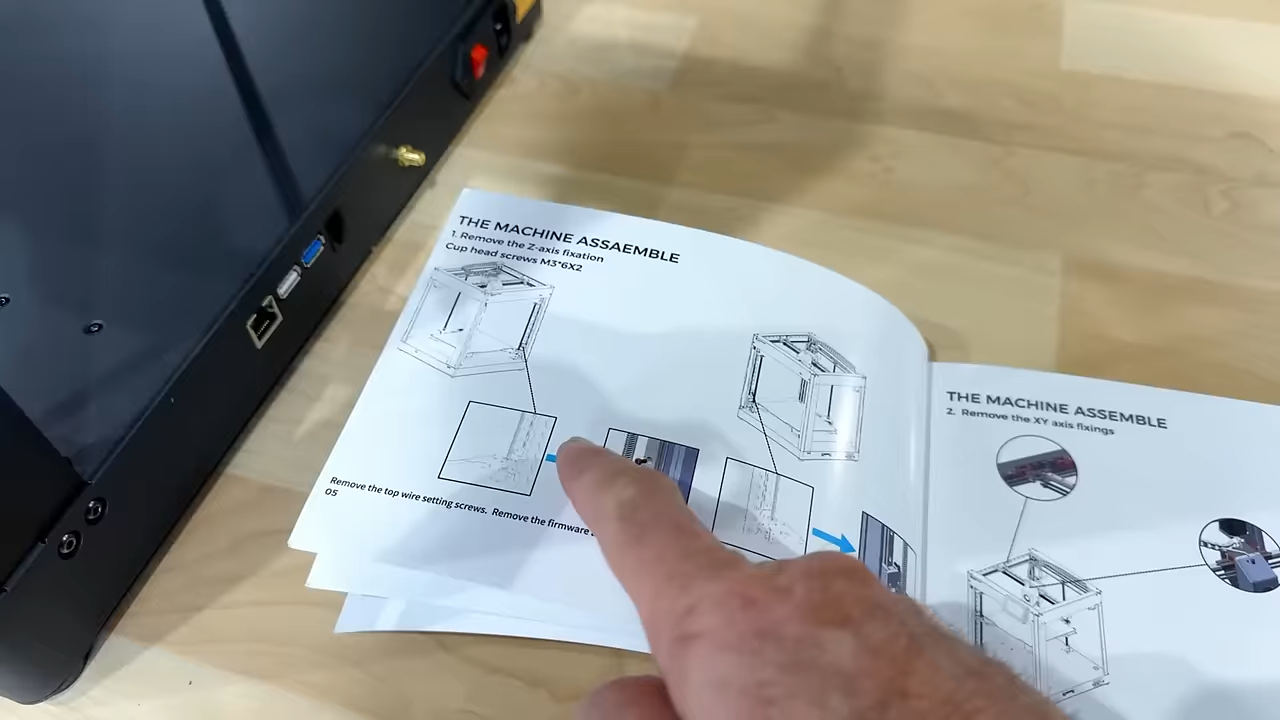 THE MACHINE ASSAEMBLE
1. Remove the Z-axis fixation
Cup head screws M3*6X2
Remove the top wire setting screws. Remove the firmware
05
THE MACHINE ASSEMBLE
2. Remove the XY axis fixings